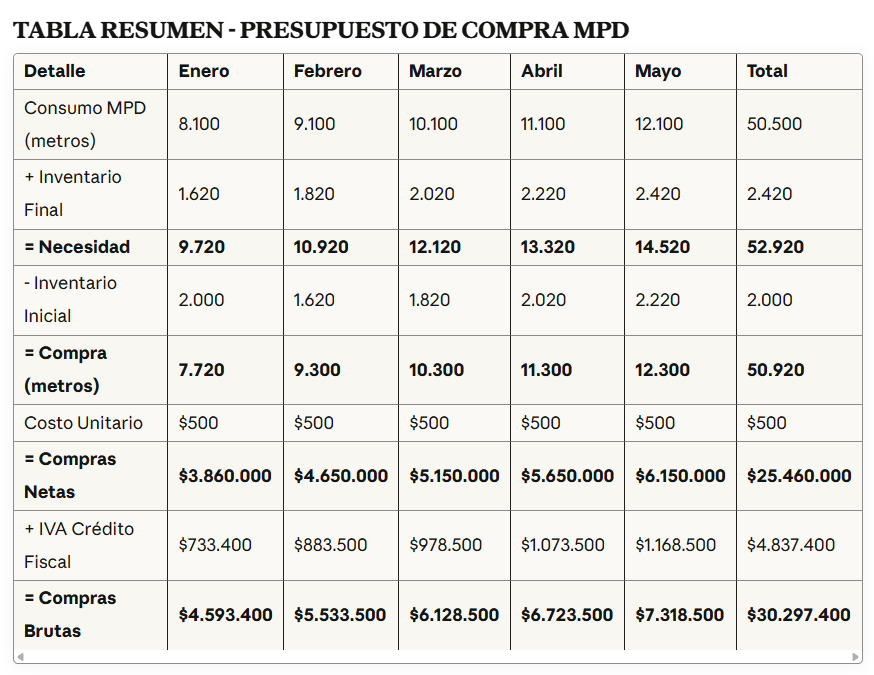 TABLA RESUMEN - PRESUPUESTO DE COMPRA MPD
Detalle Enero Febrero Marzo Abril Mayo Total
Consumo MPD
(metros) 8.100 9.100 10.100 11.100 12.100 50.500
+ Inventario
Final 1.620 1.820 2.020 2.220 2.420 2.420
= Necesidad 9.720 10.920 12.120 13.320 14.520 52.920
- Inventario
Inicial 2.000 1.620 1.820 2.020 2.220 2.000
= Compra
(metros) 7.720 9.300 10.300 11.300 12.300 50.920
Costo Unitario $500 $500 $500 $500 $500 $500
= Compras
Netas $3.860.000 $4.650.000 $5.150.000 $5.650.000 $6.150.000 $25.460.000
+ IVA Crédito
Fiscal $733.400 $883.500 $978.500 $1.073.500 $1.168.500 $4.837.400
= Compras
Brutas $4.593.400 $5.533.500 $6.128.500 $6.723.500 $7.318.500 $30.297.400